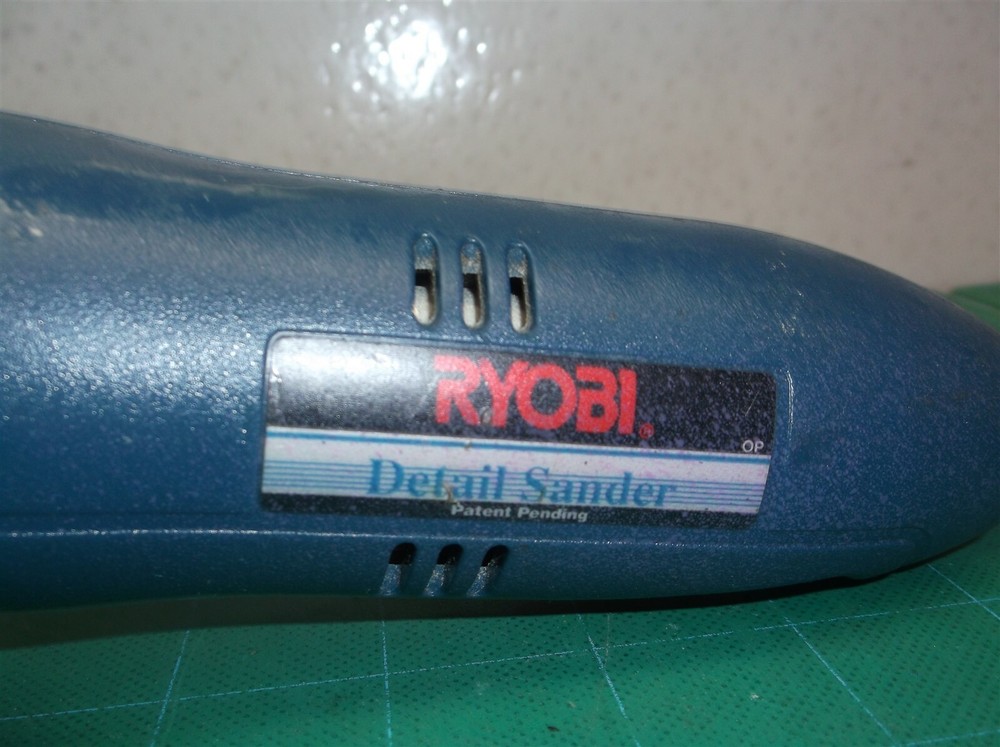 RYOBI®
OP
Detail Sander
Patent Pending